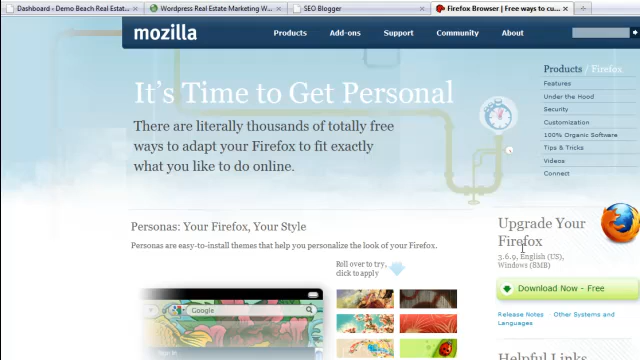 Dashboard - Demo Beach Real Estat...
Wordpress Real Estate Marketing W...
SEO Blogger
Firefox Browser | Free ways to cu...
mozilla
Products
Add-ons
Support
Community
About
Products / Firefox
Features
Under the Hood
Security
Customization
100% Organic Software
Tips & Tricks
Videos
Connect
It's Time to Get Personal
There are literally thousands of totally free
ways to adapt your Firefox to fit exactly
what you like to do online.
Personas: Your Firefox, Your Style
Personas are easy-to-install themes that help you personalize the look of your Firefox.
Roll over to try,
click to apply
Google
Sign in
Upgrade Your
Firefox
3.6.9, English (US),
Windows (8MB)
Download Now - Free
Release Notes · Other Systems and
Languages
Helpful Links